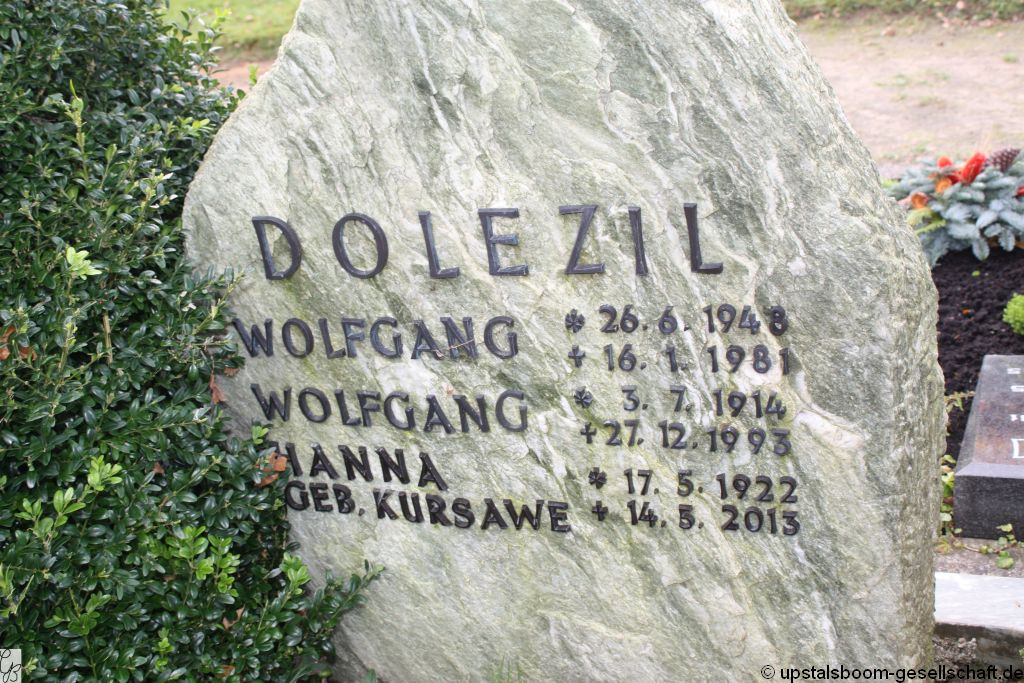 DOLEZIL
WOLFGANG * 26. 6. 1948
+ 16. 1. 1981
WOLFGANG * 3. 7. 1914
+ 27. 12. 1993
HANNA * 17. 5. 1922
GEB. KURSAWE + 14. 3. 2013
© upstalsboom-gesellschaft.de